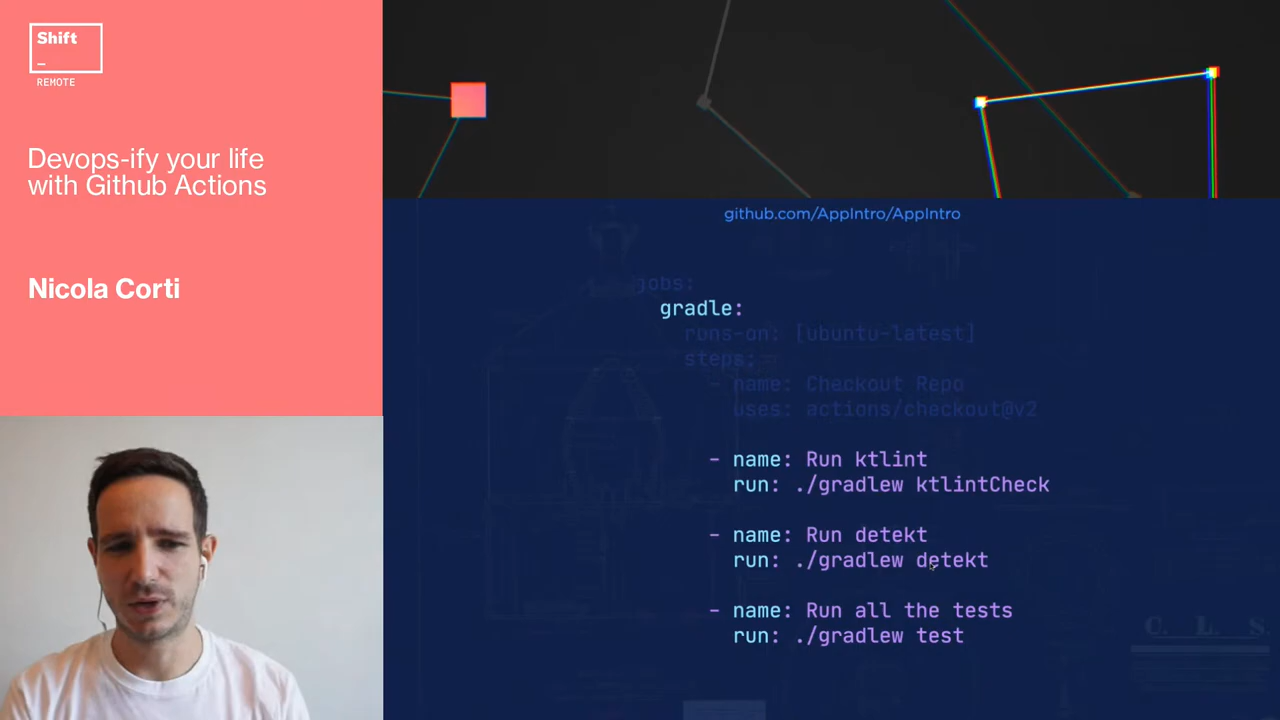 Shift
_
REMOTE
Devops-ify your life
with Github Actions
Nicola Corti
github.com/AppIntro/AppIntro
jobs:
gradle:
runs-on: [ubuntu-latest]
steps:
- name: Checkout Repo
uses: actions/checkout@v2
- name: Run ktlint
run: ./gradlew ktlintCheck
- name: Run detekt
run: ./gradlew detekt
- name: Run all the tests
run: ./gradlew test
C. L. S.